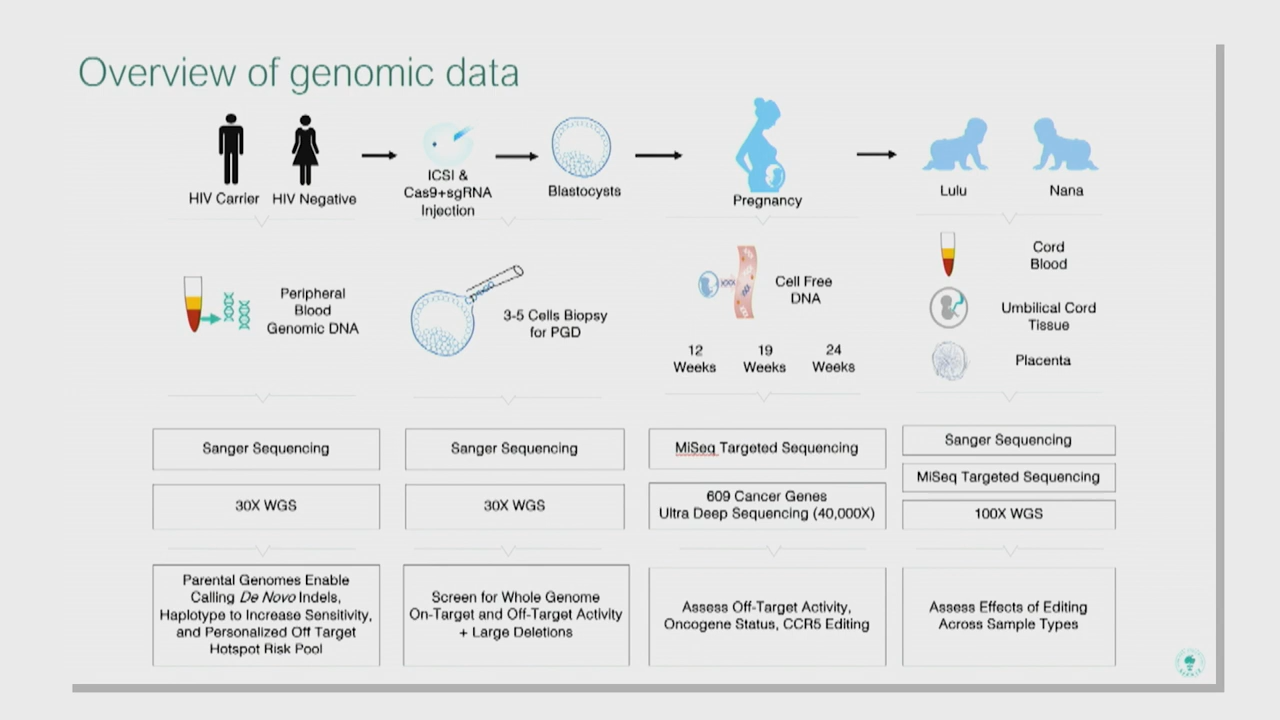 Overview of genomic data
HIV Carrier
HIV Negative
ICSI &
Cas9+sgRNA
Injection
Blastocysts
Pregnancy
Lulu
Nana
Peripheral
Blood
Genomic DNA
3-5 Cells Biopsy
for PGD
Cell Free
DNA
12
Weeks
19
Weeks
24
Weeks
Cord
Blood
Umbilical Cord
Tissue
Placenta
Sanger Sequencing
30X WGS
Parental Genomes Enable
Calling De Novo Indels,
Haplotype to Increase Sensitivity,
and Personalized Off Target
Hotspot Risk Pool
Sanger Sequencing
30X WGS
Screen for Whole Genome
On-Target and Off-Target Activity
+ Large Deletions
MiSeq Targeted Sequencing
609 Cancer Genes
Ultra Deep Sequencing (40,000X)
Assess Off-Target Activity,
Oncogene Status, CCR5 Editing
Sanger Sequencing
MiSeq Targeted Sequencing
100X WGS
Assess Effects of Editing
Across Sample Types